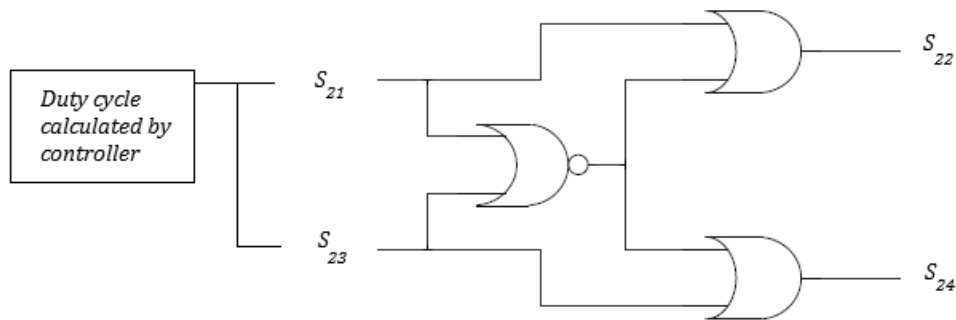 Duty cycle
calculated by
controller
S21
S23
S22
S24